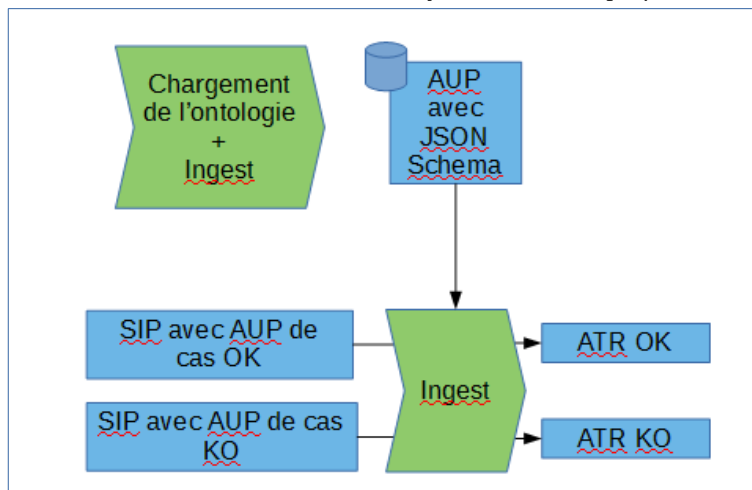 Chargement
de l'ontologie
+
Ingest
AUP
avec
JSON
Schema
SIP avec AUP de
cas OK
SIP avec AUP de cas
KO
Ingest
ATR OK
ATR KO